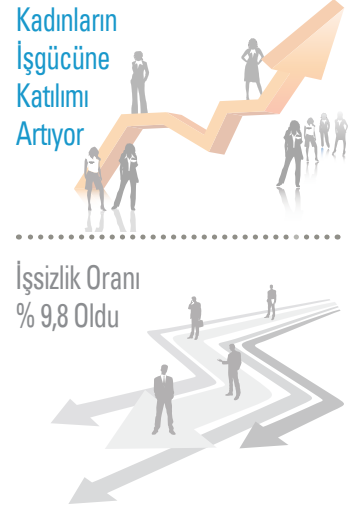 Kadınların
İşgücüne
Katılımı
Artıyor
İşsizlik Oranı
% 9,8 Oldu